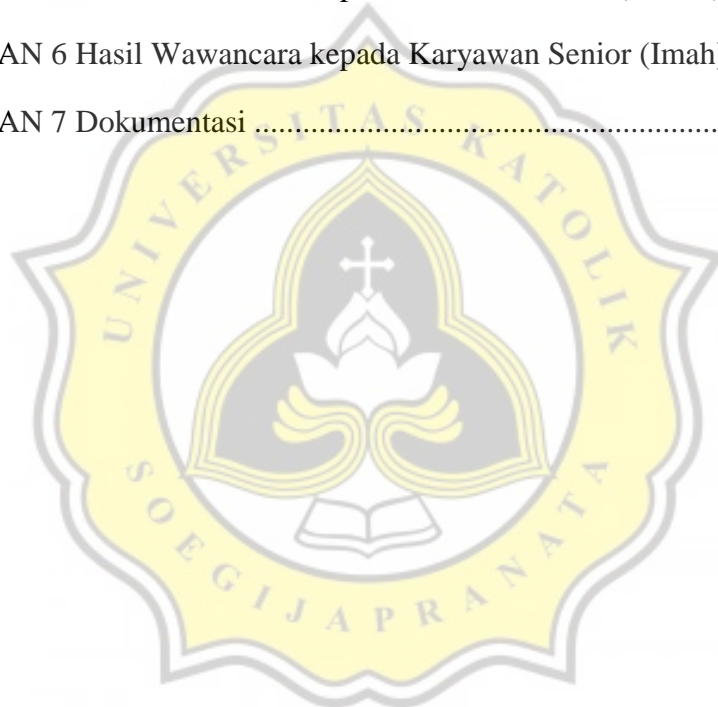 AN 6 Hasil Wawancara kepada Karyawan Senior (Imah)
AN 7 Dokumentasi ....................................................
UNIVERSITAS KATOLIK
SOEGIJAPRANATA